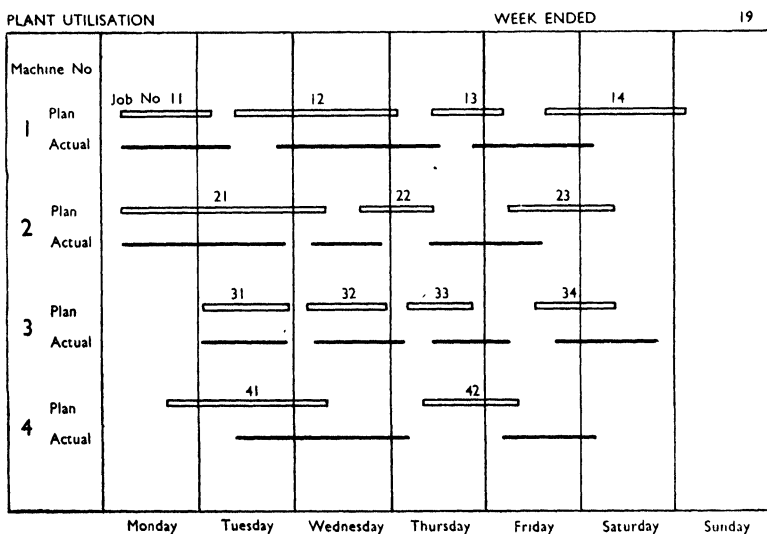 PLANT UTILISATION WEEK ENDED 19
Machine No
Job No 11 12 13 14
1 Plan
Actual
21 22 23
2 Plan
Actual
31 32 33 34
3 Plan
Actual
41 42
4 Plan
Actual
Monday Tuesday Wednesday Thursday Friday Saturday Sunday